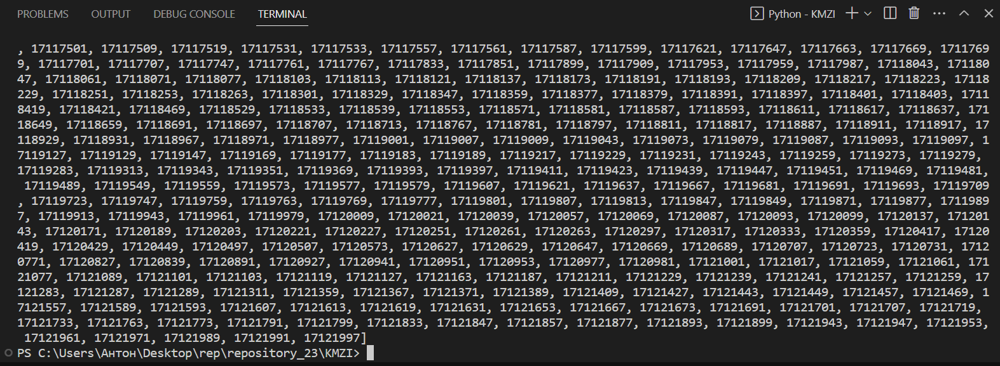 PROBLEMS OUTPUT DEBUG CONSOLE TERMINAL Python - KMZI
, 17117501, 17117509, 17117519, 17117531, 17117533, 17117557, 17117561, 17117587, 17117599, 17117621, 17117647, 17117663, 17117669, 1711769
9, 17117701, 17117707, 17117747, 17117761, 17117767, 17117833, 17117851, 17117899, 17117909, 17117953, 17117959, 17117987, 17118043, 171180
47, 17118061, 17118071, 17118077, 17118103, 17118113, 17118121, 17118137, 17118173, 17118191, 17118193, 17118209, 17118217, 17118223, 17118
229, 17118251, 17118253, 17118263, 17118301, 17118329, 17118347, 17118359, 17118377, 17118379, 17118391, 17118397, 17118401, 17118403, 1711
8419, 17118421, 17118469, 17118529, 17118533, 17118539, 17118553, 17118571, 17118581, 17118587, 17118593, 17118611, 17118617, 17118637, 171
18649, 17118659, 17118691, 17118697, 17118707, 17118713, 17118767, 17118781, 17118797, 17118811, 17118817, 17118887, 17118911, 17118917, 17
118929, 17118931, 17118967, 17118971, 17118977, 17119001, 17119007, 17119009, 17119043, 17119073, 17119079, 17119087, 17119093, 17119097, 1
7119127, 17119129, 17119147, 17119169, 17119177, 17119183, 17119189, 17119217, 17119229, 17119231, 17119243, 17119259, 17119273, 17119279,
17119283, 17119313, 17119343, 17119351, 17119369, 17119393, 17119397, 17119411, 17119423, 17119439, 17119447, 17119451, 17119469, 17119481,
17119489, 17119549, 17119559, 17119573, 17119577, 17119579, 17119607, 17119621, 17119637, 17119667, 17119681, 17119691, 17119693, 17119709
, 17119723, 17119747, 17119759, 17119763, 17119769, 17119777, 17119801, 17119807, 17119813, 17119847, 17119849, 17119871, 17119877, 1711989
7, 17119913, 17119943, 17119961, 17119979, 17120009, 17120021, 17120039, 17120057, 17120069, 17120087, 17120093, 17120099, 17120137, 171201
43, 17120171, 17120189, 17120203, 17120221, 17120227, 17120251, 17120261, 17120263, 17120297, 17120317, 17120333, 17120359, 17120417, 17120
419, 17120429, 17120449, 17120497, 17120507, 17120573, 17120627, 17120629, 17120647, 17120669, 17120689, 17120707, 17120723, 17120731, 1712
0771, 17120827, 17120839, 17120891, 17120927, 17120941, 17120951, 17120953, 17120977, 17120981, 17121001, 17121017, 17121059, 17121061, 171
21077, 17121089, 17121101, 17121103, 17121119, 17121127, 17121163, 17121187, 17121211, 17121229, 17121239, 17121241, 17121257, 17121259, 17
121283, 17121287, 17121289, 17121311, 17121359, 17121367, 17121371, 17121389, 17121409, 17121427, 17121443, 17121449, 17121457, 17121469, 1
7121557, 17121589, 17121593, 17121607, 17121613, 17121619, 17121631, 17121653, 17121667, 17121673, 17121691, 17121701, 17121707, 17121719,
17121733, 17121763, 17121773, 17121791, 17121799, 17121833, 17121847, 17121857, 17121877, 17121893, 17121899, 17121943, 17121947, 17121953,
17121961, 17121971, 17121989, 17121991, 17121997]
PS C:\Users\Антон\Desktop\rep\repository_23\KMZI>